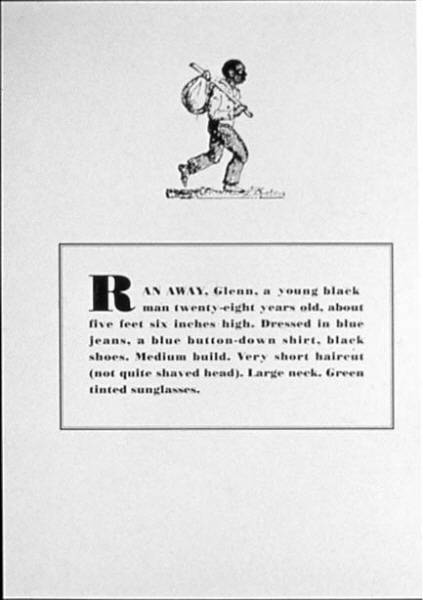 RAN AWAY, Glenn, a young black
man twenty-eight years old, about
five feet six inches high. Dressed in blue
jeans, a blue button-down shirt, black
shoes. Medium build. Very short haircut
(not quite shaved head). Large neck. Green
tinted sunglasses.